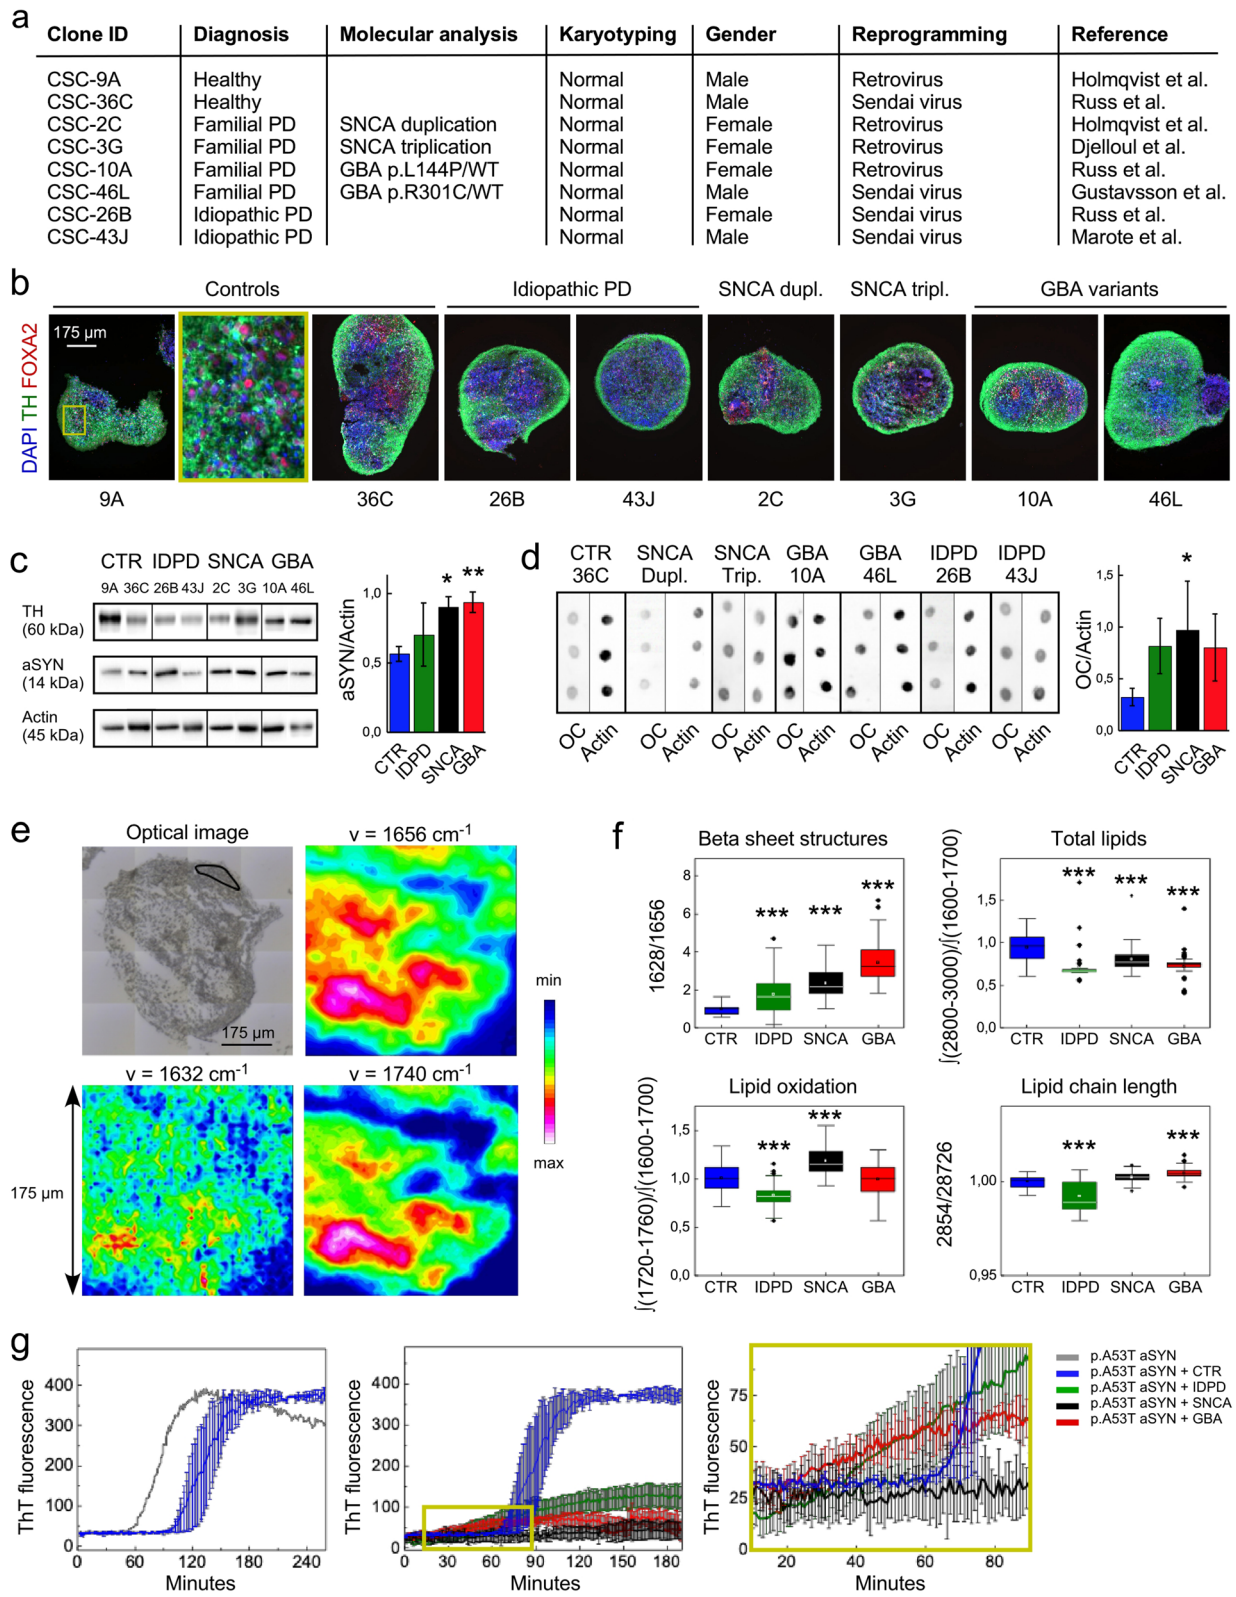 a
Clone ID Diagnosis Molecular analysis Karyotyping Gender Reprogramming Reference
CSC-9A Healthy Normal Male Retrovirus Holmqvist et al.
CSC-36C Healthy Normal Male Sendai virus Russ et al.
CSC-2C Familial PD SNCA duplication Normal Female Retrovirus Holmqvist et al.
CSC-3G Familial PD SNCA triplication Normal Female Retrovirus Djelloul et al.
CSC-10A Familial PD GBA p.L144P/WT Normal Female Retrovirus Russ et al.
CSC-46L Familial PD GBA p.R301C/WT Normal Male Sendai virus Gustavsson et al.
CSC-26B Idiopathic PD Normal Female Sendai virus Russ et al.
CSC-43J Idiopathic PD Normal Male Sendai virus Marote et al.
b
Controls Idiopathic PD SNCA dupl. SNCA tripl. GBA variants
DAPI TH FOXA2
175 µm
9A 36C 26B 43J 2C 3G 10A 46L
c
CTR IDPD SNCA GBA
9A 36C 26B 43J 2C 3G 10A 46L
TH
(60 kDa)
aSYN
(14 kDa)
Actin
(45 kDa)
aSYN/Actin
* **
1,0
0,5
0,0
CTR IDPD SNCA GBA
d
CTR SNCA SNCA GBA GBA IDPD IDPD
36C Dupl. Trip. 10A 46L 26B 43J
OC Actin OC Actin OC Actin OC Actin OC Actin OC Actin OC Actin
OC/Actin
*
1,5
1,0
0,5
0,0
CTR IDPD SNCA GBA
e
Optical image ν = 1656 cm-1
175 µm
min
max
ν = 1632 cm-1 ν = 1740 cm-1
175 µm
f
Beta sheet structures
1628/1656
8
6
4
2
0
*** *** ***
CTR IDPD SNCA GBA
Total lipids
∫(2800-3000)/∫(1600-1700)
1,5
1,0
0,5
0,0
*** *** ***
CTR IDPD SNCA GBA
Lipid oxidation
∫(1720-1760)/∫(1600-1700)
1,5
1,0
0,5
0,0
*** ***
CTR IDPD SNCA GBA
Lipid chain length
2854/28726
1,00
0,95
*** ***
CTR IDPD SNCA GBA
g
ThT fluorescence
400
300
200
100
0
0 60 120 180 240
Minutes
ThT fluorescence
400
300
200
100
0
0 30 60 90 120 150 180
Minutes
ThT fluorescence
75
50
25
0
20 40 60 80
Minutes
p.A53T aSYN
p.A53T aSYN + CTR
p.A53T aSYN + IDPD
p.A53T aSYN + SNCA
p.A53T aSYN + GBA